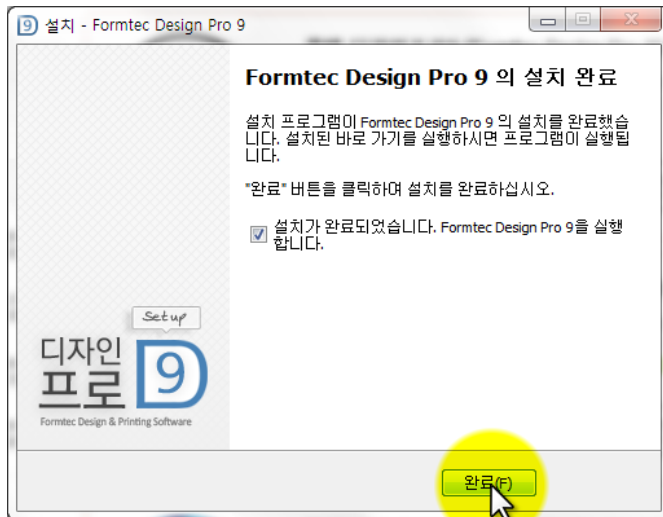 설치 - Formtec Design Pro 9
Formtec Design Pro 9 의 설치 완료
설치 프로그램이 Formtec Design Pro 9 의 설치를 완료했습
니다. 설치된 바로 가기를 실행하시면 프로그램이 실행됩
니다.
"완료" 버튼을 클릭하여 설치를 완료하십시오.
설치가 완료되었습니다. Formtec Design Pro 9을 실행
합니다.
Setup
디자인
프로 9
Formtec Design & Printing Software
완료(F)